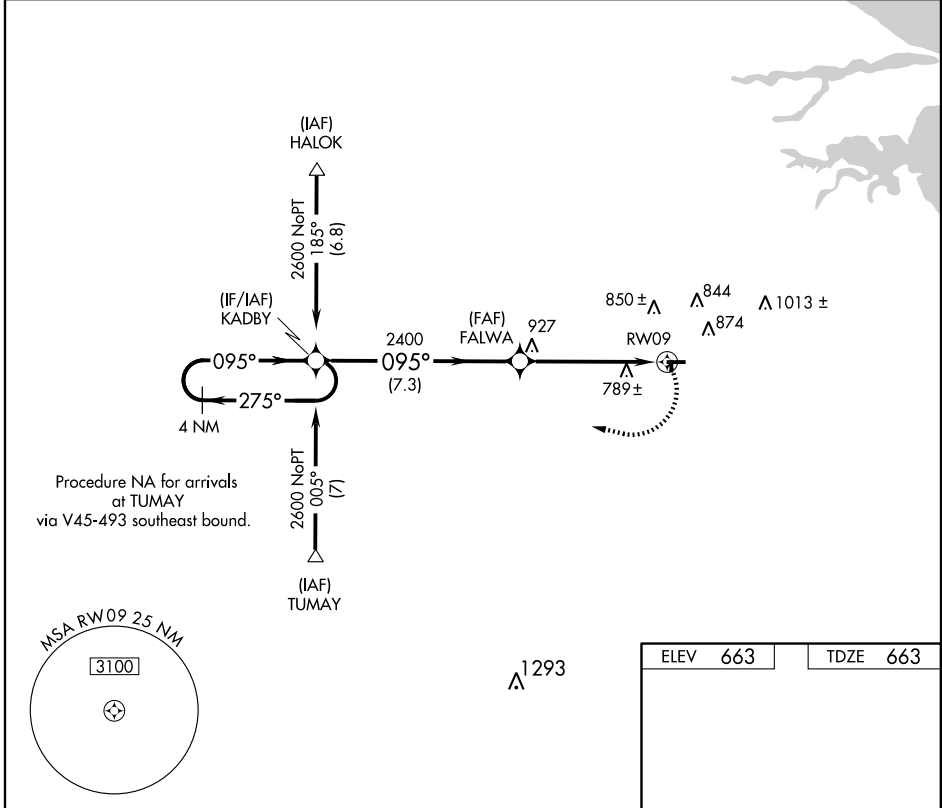 (IAF)
HALOK
2600 NoPT
185°
(6.8)
(IF/IAF)
KADBY
095°
275°
4 NM
2400
095°
(7.3)
(FAF)
FALWA
927
850 ±
844
1013 ±
874
RW09
789 ±
Procedure NA for arrivals
at TUMAY
via V45-493 southeast bound.
2600 NoPT
005°
(7)
(IAF)
TUMAY
MSA RW09 25 NM
3100
1293
ELEV 663
TDZE 663